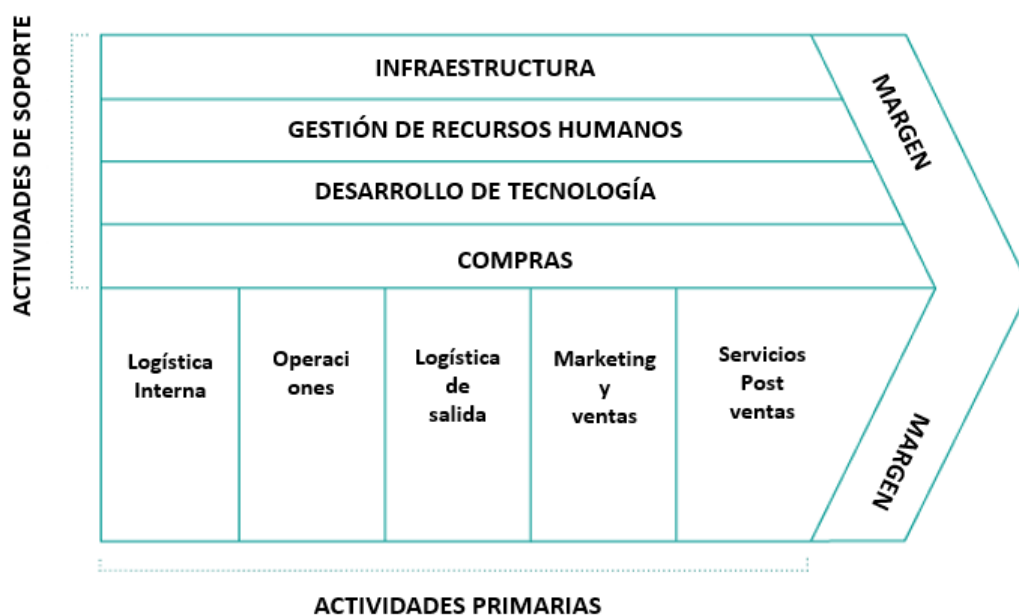 ACTIVIDADES DE SOPORTE
INFRAESTRUCTURA
GESTIÓN DE RECURSOS HUMANOS
DESARROLLO DE TECNOLOGÍA
COMPRAS
MARGEN
Logística
Interna
Operaci
ones
Logística
de
salida
Marketing
y
ventas
Servicios
Post
ventas
MARGEN
ACTIVIDADES PRIMARIAS